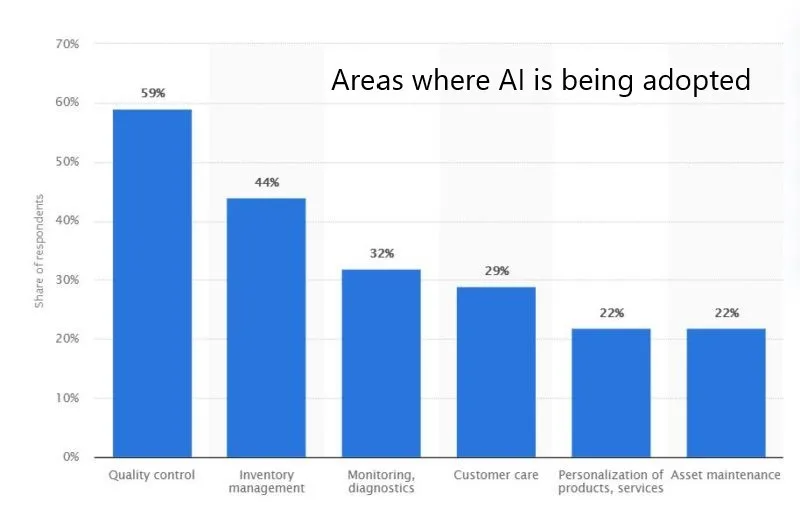 Areas where AI is being adopted
70%
60%
50%
40%
30%
20%
10%
0%
Share of respondents
59%
44%
32%
29%
22%
22%
Quality control
Inventory
management
Monitoring,
diagnostics
Customer care
Personalization of
products, services
Asset maintenance